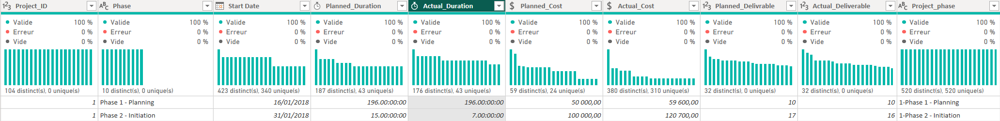 1²3 Project_ID ABC Phase Start Date Planned_Duration Actual_Duration $ Planned_Cost $ Actual_Cost 1²3 Planned_Delivrable 1²3 Actual_Deliverable ABC Project_phase
Valide 100 % Valide 100 % Valide 100 % Valide 100 % Valide 100 % Valide 100 % Valide 100 % Valide 100 % Valide 100 % Valide 100 %
Erreur 0 % Erreur 0 % Erreur 0 % Erreur 0 % Erreur 0 % Erreur 0 % Erreur 0 % Erreur 0 % Erreur 0 % Erreur 0 %
Vide 0 % Vide 0 % Vide 0 % Vide 0 % Vide 0 % Vide 0 % Vide 0 % Vide 0 % Vide 0 % Vide 0 %
104 distinct(s), 0 unique(s) 10 distinct(s), 0 unique(s) 423 distinct(s), 340 unique(s) 187 distinct(s), 43 unique(s) 176 distinct(s), 43 unique(s) 59 distinct(s), 24 unique(s) 380 distinct(s), 310 unique(s) 32 distinct(s), 0 unique(s) 32 distinct(s), 0 unique(s) 520 distinct(s), 520 unique(s)
1 Phase 1 - Planning 16/01/2018 196.00:00:00 196.00:00:00 50 000,00 59 600,00 10 10 1-Phase 1 - Planning
1 Phase 2 - Initiation 31/01/2018 15.00:00:00 7.00:00:00 100 000,00 120 700,00 17 16 1-Phase 2 - Initiation